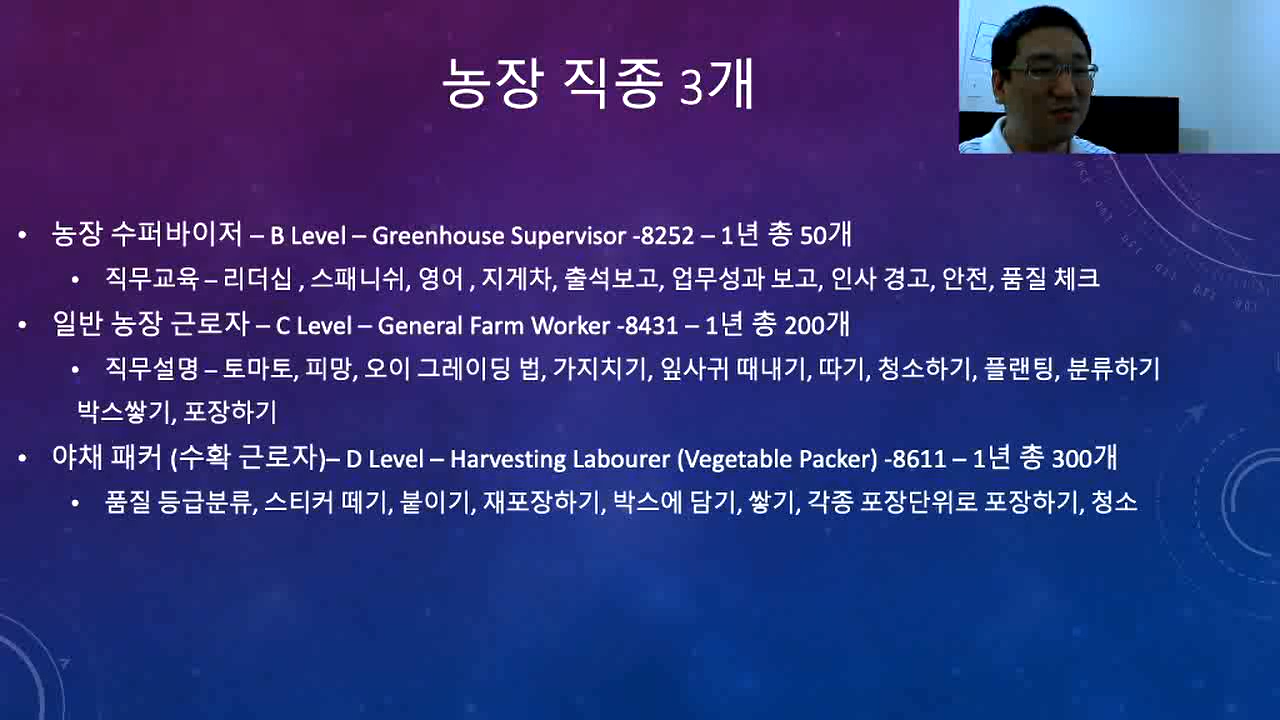 농장 직종 3개
• 농장 수퍼바이저 – B Level – Greenhouse Supervisor -8252 – 1년 총 50개
• 직무교육 – 리더십 , 스패니쉬, 영어 , 지게차, 출석보고, 업무성과 보고, 인사 경고, 안전, 품질 체크
• 일반 농장 근로자 – C Level – General Farm Worker -8431 – 1년 총 200개
• 직무설명 – 토마토, 피망, 오이 그레이딩 법, 가지치기, 잎사귀 때내기, 따기, 청소하기, 플랜팅, 분류하기
박스쌓기, 포장하기
• 야채 패커 (수확 근로자)– D Level – Harvesting Labourer (Vegetable Packer) -8611 – 1년 총 300개
• 품질 등급분류, 스티커 떼기, 붙이기, 재포장하기, 박스에 담기, 쌓기, 각종 포장단위로 포장하기, 청소